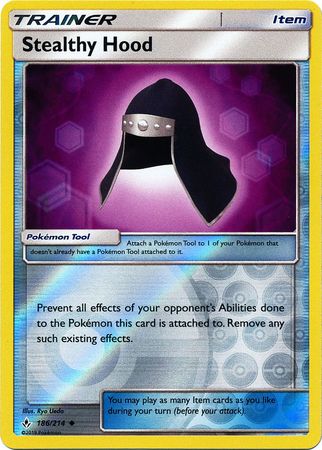 TRAINER Item
Stealthy Hood
Pokémon Tool
Attach a Pokémon Tool to 1 of your Pokémon that
doesn't already have a Pokémon Tool attached to it.
Prevent all effects of your opponent's Abilities done
to the Pokémon this card is attached to. Remove any
such existing effects.
Illus. Ryo Ueda
186/214
©2019 Pokémon
You may play as many Item cards as you like
during your turn (before your attack).